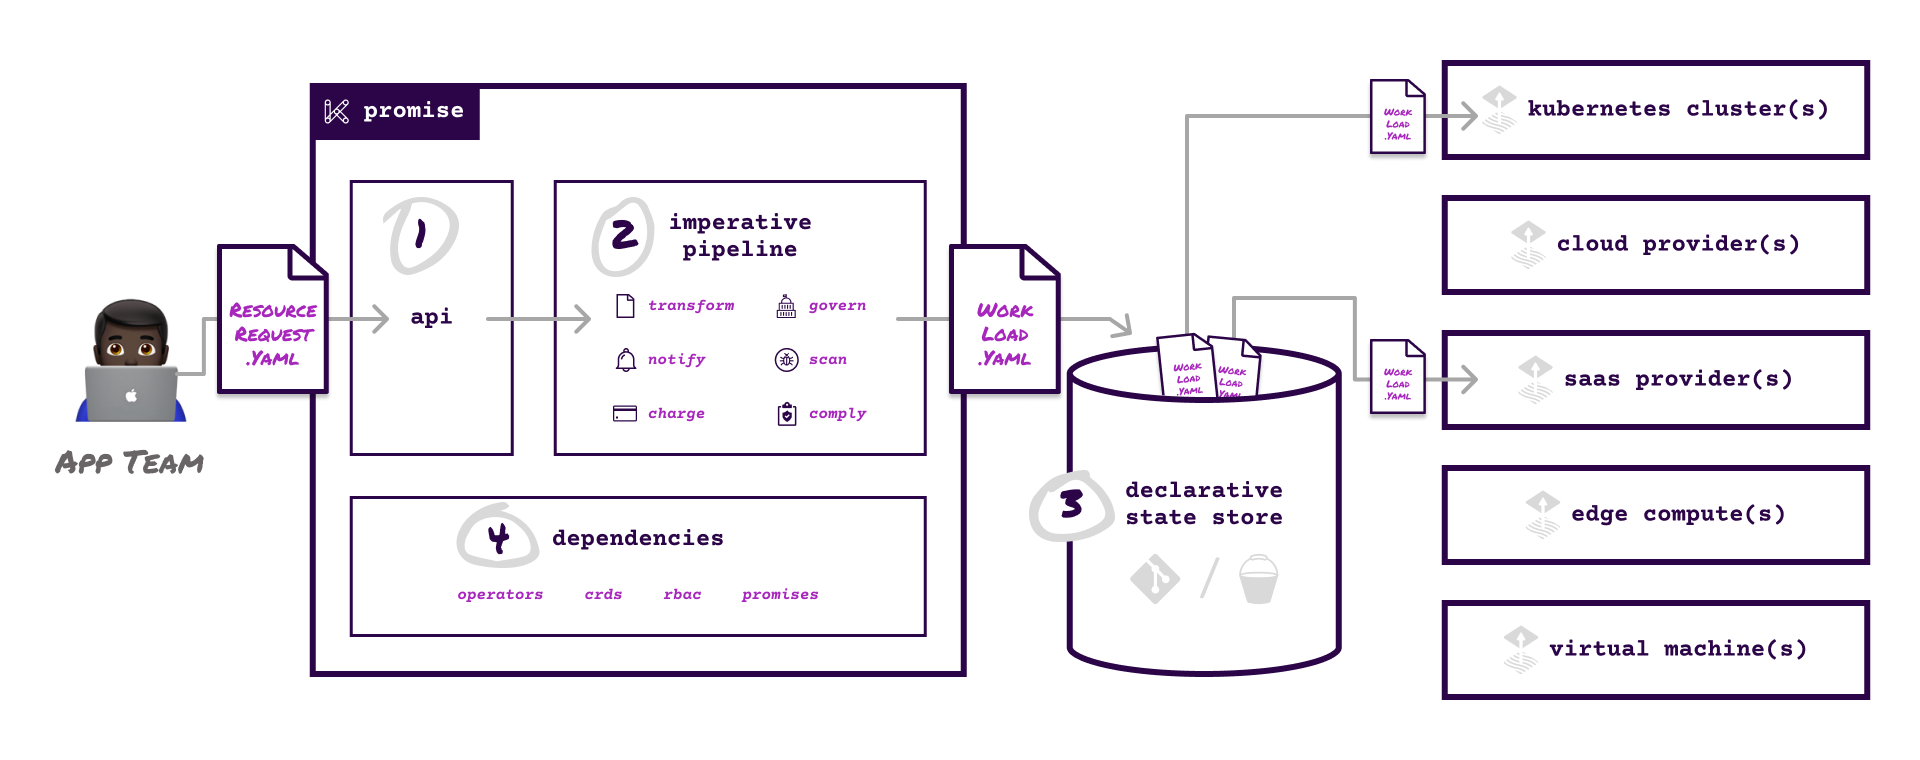 promise
1
api
2
imperative
pipeline
transform
govern
notify
scan
charge
comply
Resource
Request
.Yaml
App Team
4
dependencies
operators
crds
rbac
promises
Work
Load
.Yaml
Work
Load
.Yaml
Work
Load
.Yaml
3
declarative
state store
/
Work
Load
.Yaml
kubernetes cluster(s)
cloud provider(s)
Work
Load
.Yaml
saas provider(s)
edge compute(s)
virtual machine(s)